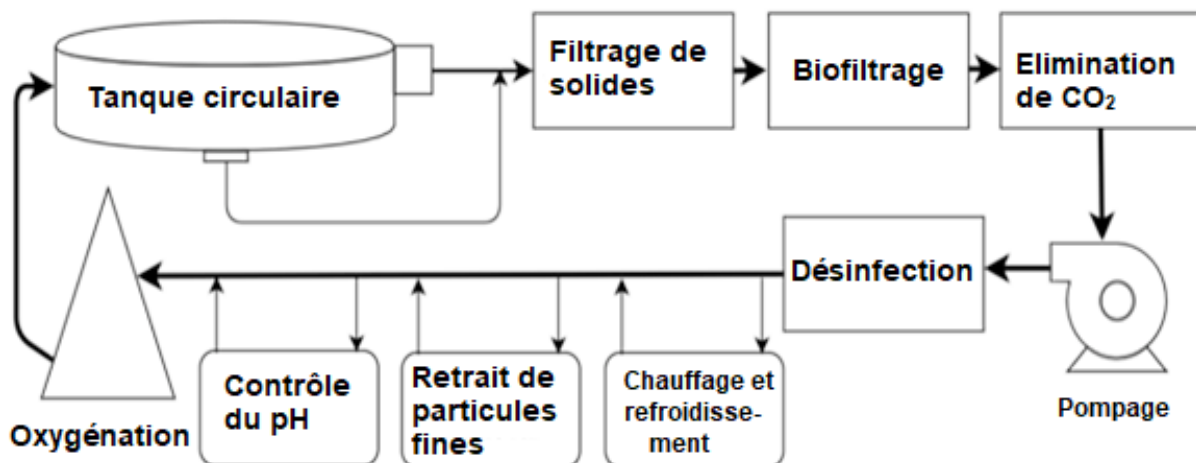 Tanque circulaire
Filtrage de
solides
Biofiltrage
Elimination
de CO₂
Désinfection
Pompage
Oxygénation
Contrôle
du pH
Retrait de
particules
fines
Chauffage et
refroidisse-
ment